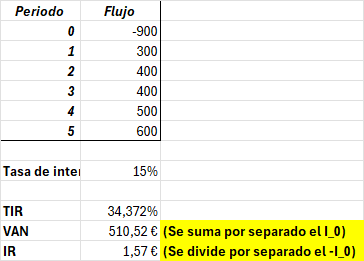 Periodo Flujo
0 -900
1 300
2 400
3 400
4 500
5 600
Tasa de inter 15%
TIR 34,372%
VAN 510,52 € (Se suma por separado el I_0)
IR 1,57 € (Se divide por separado el -I_0)